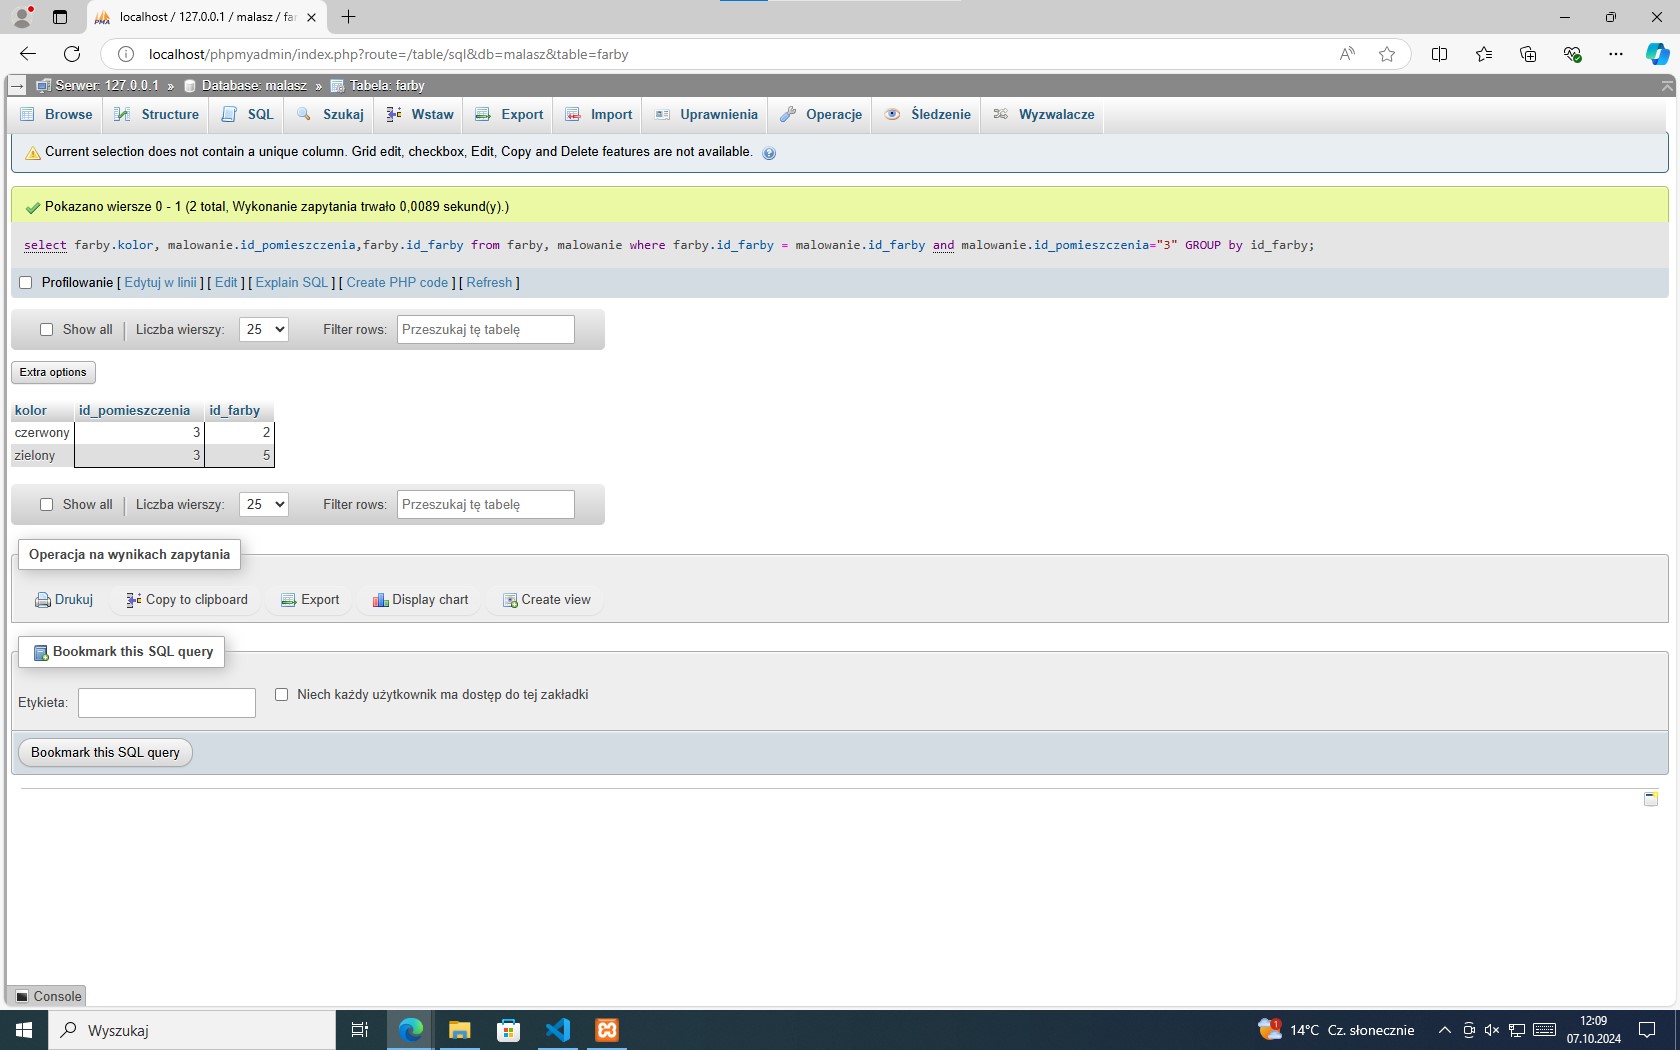 localhost / 127.0.0.1 / malasz / far
localhost/phpmyadmin/index.php?route=/table/sql&db=malasz&table=farby
Serwer: 127.0.0.1 » Database: malasz » Tabela: farby
Browse Structure SQL Szukaj Wstaw Export Import Uprawnienia Operacje Śledzenie Wyzwalacze
Current selection does not contain a unique column. Grid edit, checkbox, Edit, Copy and Delete features are not available.
Pokazano wiersze 0 - 1 (2 total, Wykonanie zapytania trwało 0,0089 sekund(y).)
select farby.kolor, malowanie.id_pomieszczenia,farby.id_farby from farby, malowanie where farby.id_farby = malowanie.id_farby and malowanie.id_pomieszczenia="3" GROUP by id_farby;
Profilowanie [ Edytuj w linii ] [ Edit ] [ Explain SQL ] [ Create PHP code ] [ Refresh ]
Show all Liczba wierszy: 25 Filter rows: Przeszukaj tę tabelę
Extra options
kolor id_pomieszczenia id_farby
czerwony 3 2
zielony 3 5
Show all Liczba wierszy: 25 Filter rows: Przeszukaj tę tabelę
Operacja na wynikach zapytania
Drukuj Copy to clipboard Export Display chart Create view
Bookmark this SQL query
Etykieta: Niech każdy użytkownik ma dostęp do tej zakładki
Bookmark this SQL query
Console
Wyszukaj
1 14°C Cz. słonecznie
12:09
07.10.2024